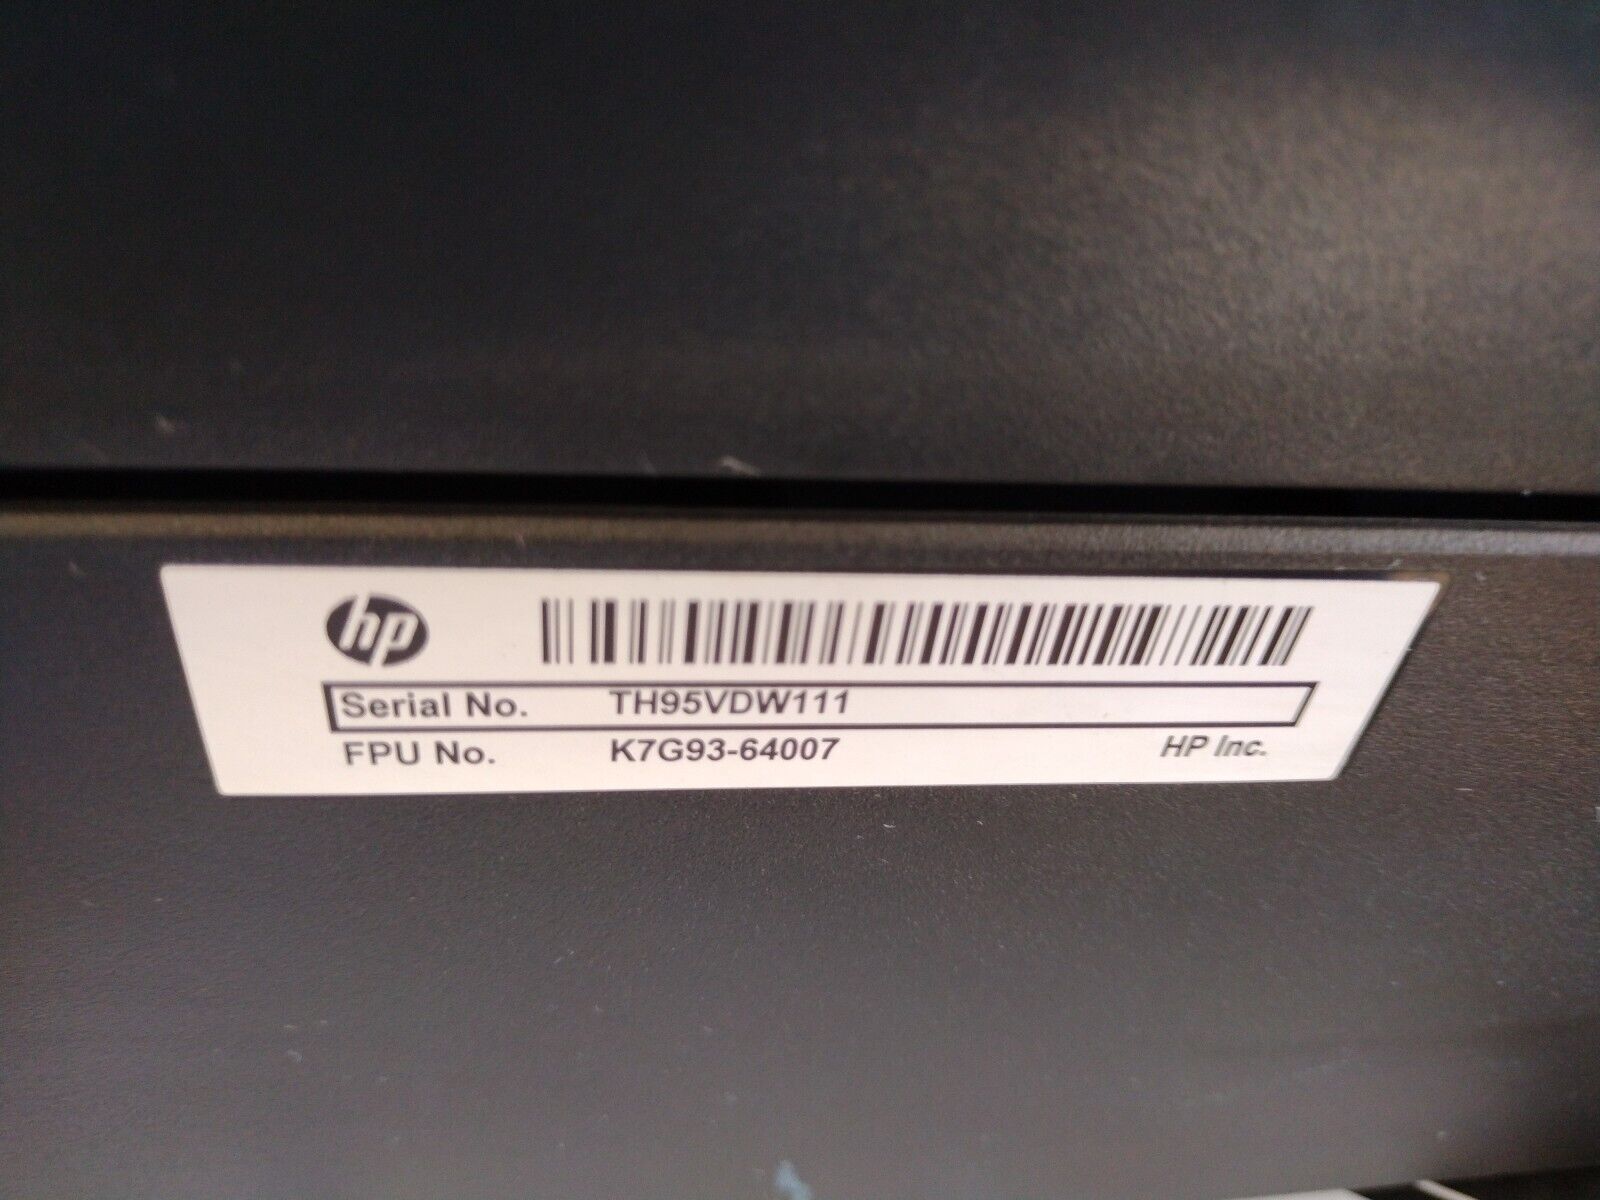 hp
Serial No. TH95VDW111
FPU No. K7G93-64007 HP Inc.